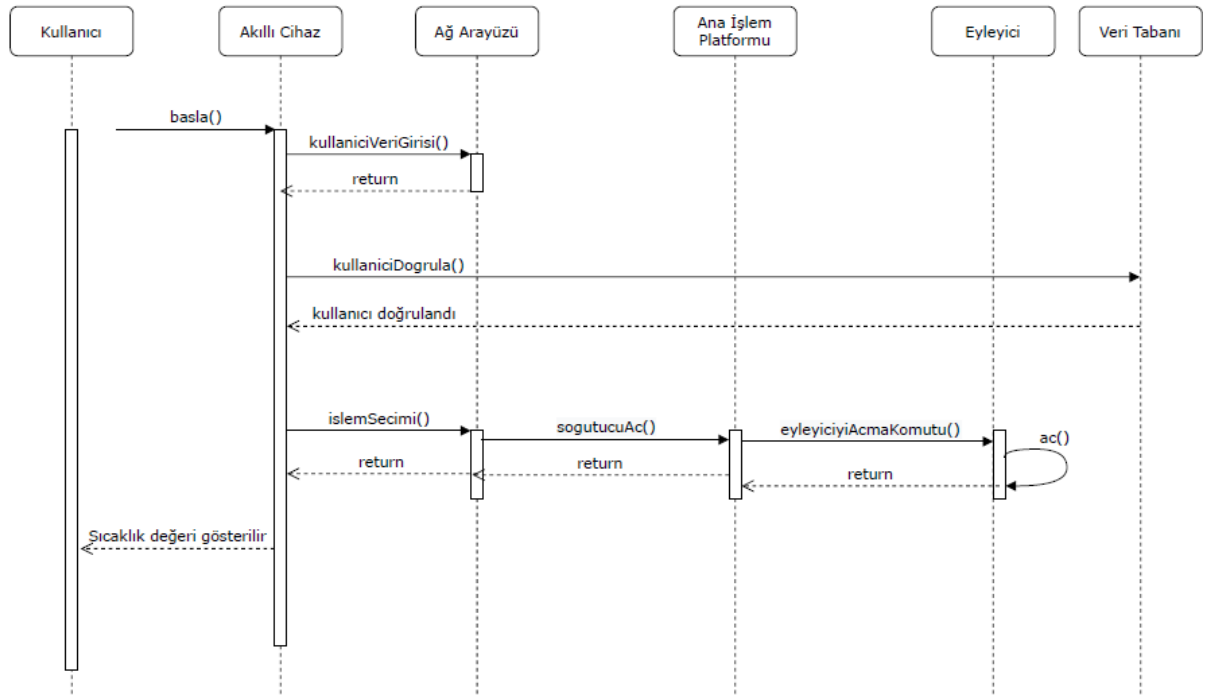 Kullanıcı
Akıllı Cihaz
Ağ Arayüzü
Ana İşlem
Platformu
Eyleyici
Veri Tabanı
basla()
kullaniciVeriGirisi()
return
kullaniciDogrula()
kullanıcı doğrulandı
islemSecimi()
sogutucuAc()
eyleyiciyiAcmaKomutu()
ac()
return
return
return
Sıcaklık değeri gösterilir